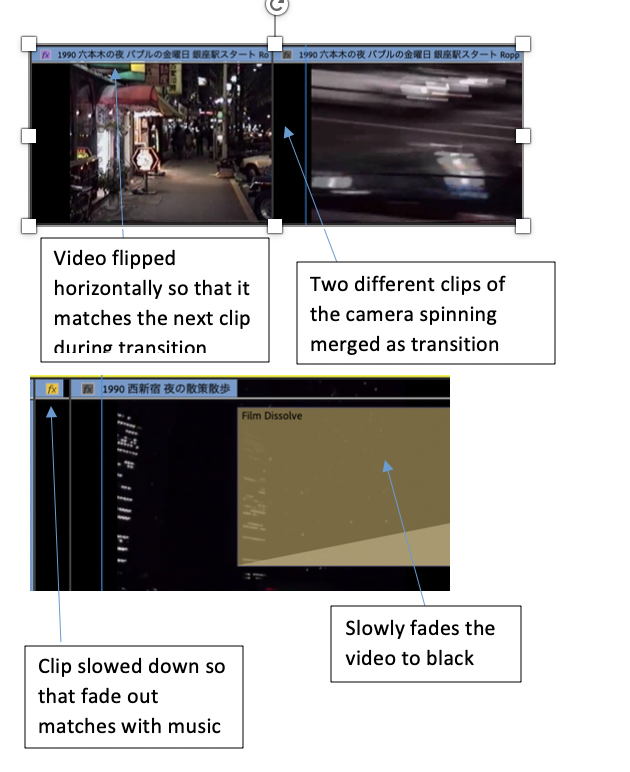 fx 1990 六本木の夜 バブルの金曜日 銀座駅スタート Ro
fx 1990 六本木の夜 バブルの金曜日 銀座駅スタート Ropp
Video flipped
horizontally so that it
matches the next clip
during transition
Two different clips of
the camera spinning
merged as transition
fx
fx 1990 西新宿 夜の散策散歩
Film Dissolve
Slowly fades the
video to black
Clip slowed down so
that fade out
matches with music